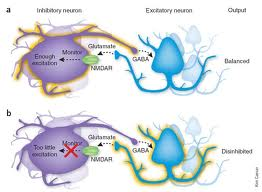 Inhibitory neuron Excitatory neuron Output
a
Glutamate
Enough
excitation
Monitor
NMDAR
GABA
Balanced
b
Glutamate
Too little
excitation
Monitor
NMDAR
GABA
Disinhibited